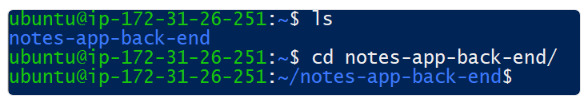 ubuntu@ip-172-31-26-251:~$ ls
notes-app-back-end
ubuntu@ip-172-31-26-251:~$ cd notes-app-back-end/
ubuntu@ip-172-31-26-251:~/notes-app-back-end$